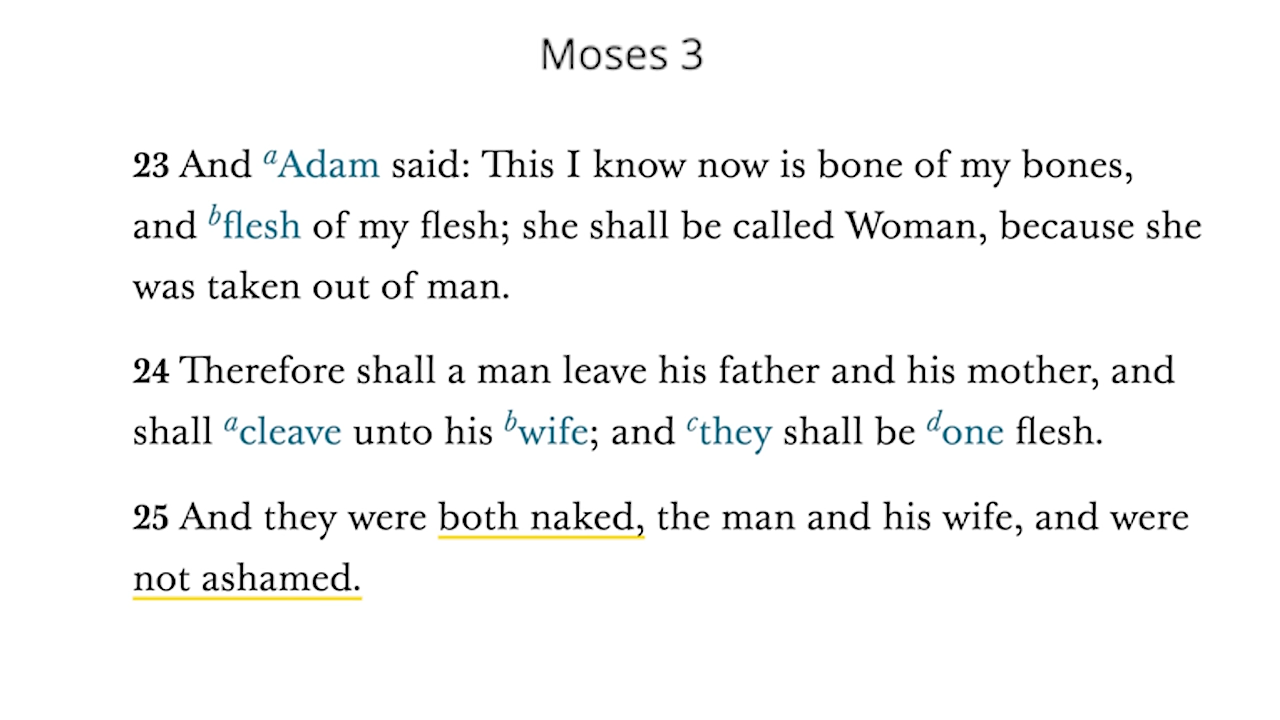 Moses 3
23 And aAdam said: This I know now is bone of my bones,
and bflesh of my flesh; she shall be called Woman, because she
was taken out of man.
24 Therefore shall a man leave his father and his mother, and
shall acleave unto his bwife; and cthey shall be done flesh.
25 And they were both naked, the man and his wife, and were
not ashamed.